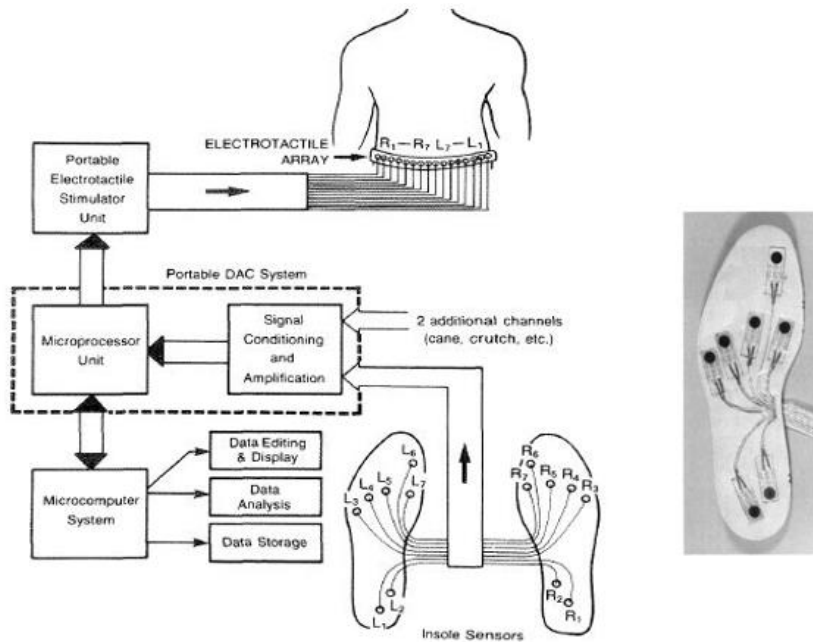 R₁—R₇ L₇—L₁
ELECTROTACTILE
ARRAY
Portable
Electrotactile
Stimulator
Unit
Portable DAC System
Microprocessor
Unit
Signal
Conditioning
and
Amplification
2 additional channels
(cane, crutch, etc.)
Microcomputer
System
Data Editing
& Display
Data
Analysis
Data Storage
L₆
L₅
L₇
L₄
L₃
L₂
L₁
R₆
R₇
R₅
R₄
R₃
R₂
R₁
Insole Sensors